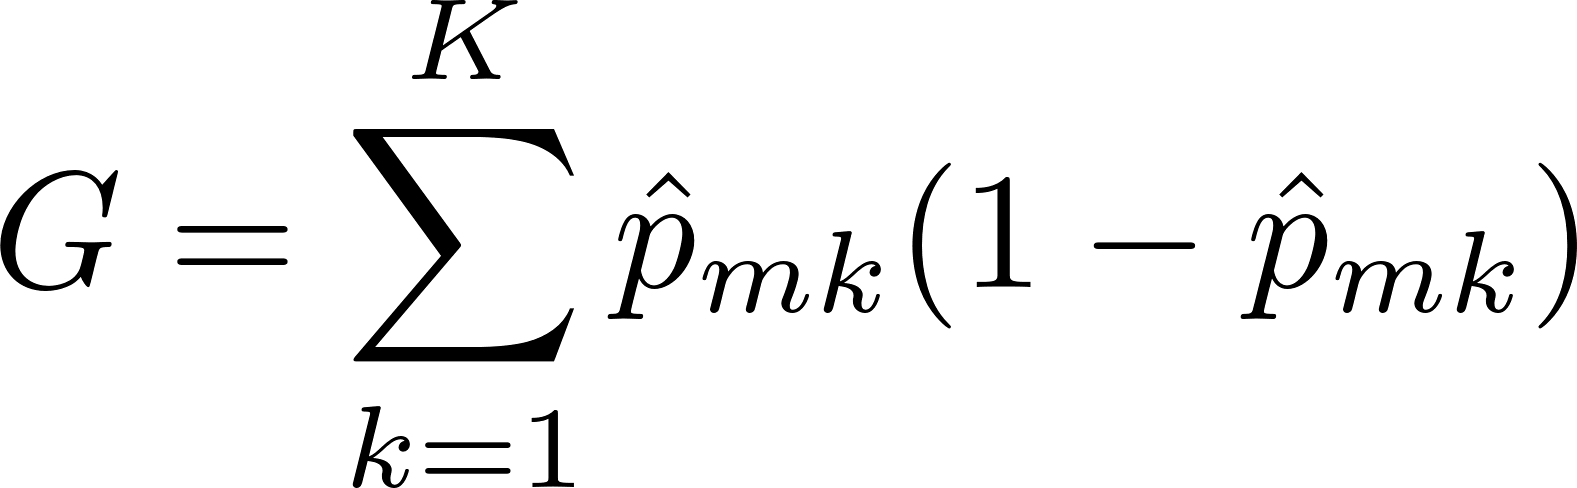 G = \sum_{k=1}^{K} \hat{p}_{mk}(1 - \hat{p}_{mk})